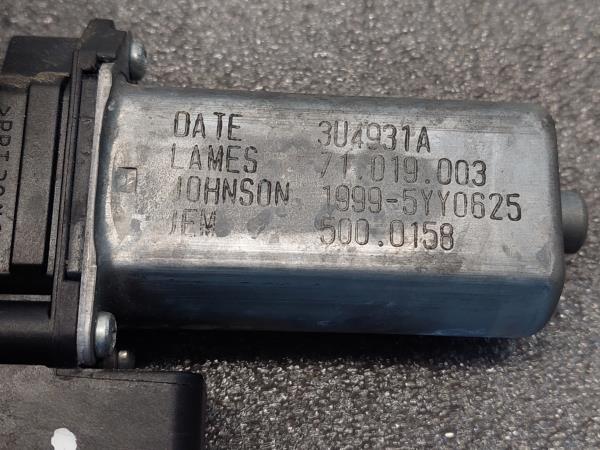 DATE 3U4931A
LAMES 71.019.003
JOHNSON 1999-5YY0625
JEM 500.0158